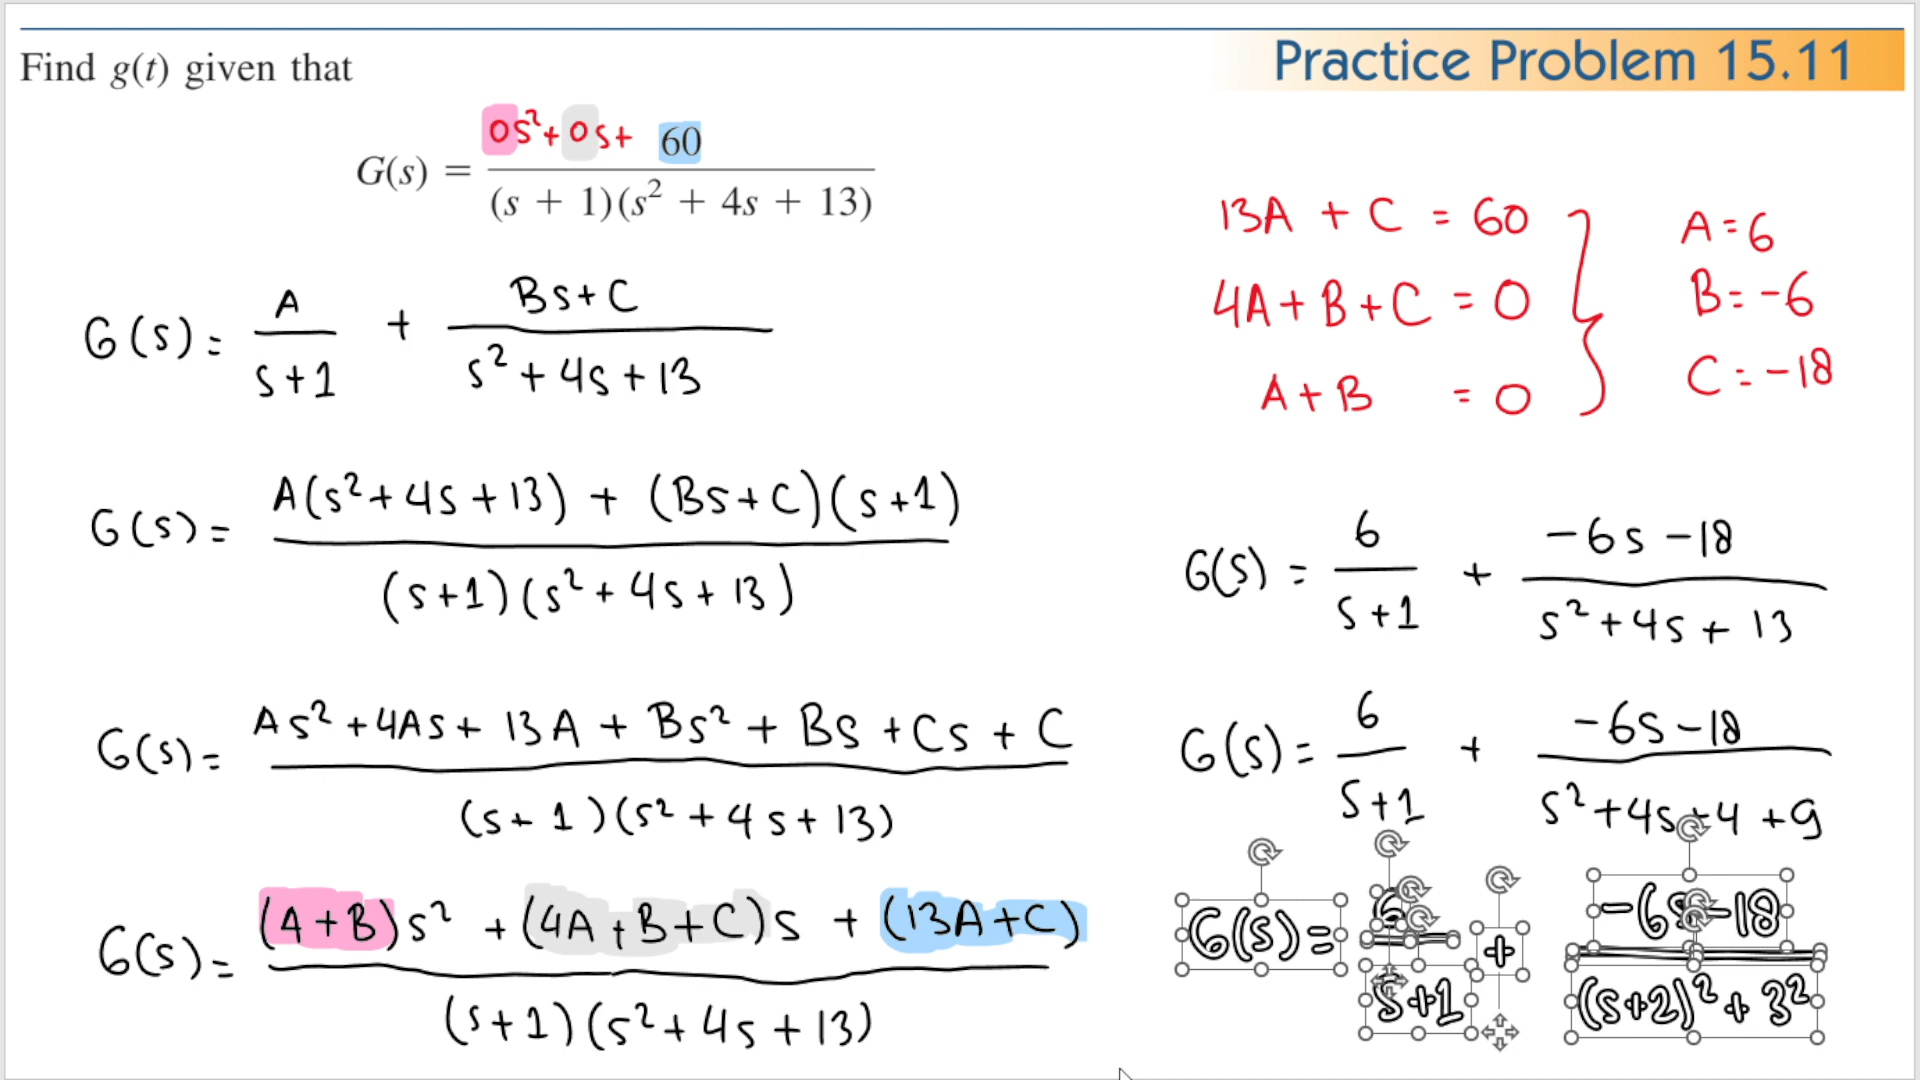 Practice Problem 15.11
Find g(t) given that
0s² + 0s + 60
G(s) = 
(s + 1)(s² + 4s + 13)
G(s) = A/(s+1) + (Bs+C)/(s²+4s+13)
G(s) = (A(s²+4s+13) + (Bs+C)(s+1))/((s+1)(s²+4s+13))
G(s) = (As²+4As+13A+Bs²+Bs+Cs+C)/((s+1)(s²+4s+13))
G(s) = ((A+B)s² + (4A+B+C)s + (13A+C))/((s+1)(s²+4s+13))
13A + C = 60
4A + B + C = 0
A + B = 0
A = 6
B = -6
C = -18
G(s) = 6/(s+1) + (-6s-18)/(s²+4s+13)
G(s) = 6/(s+1) + (-6s-18)/(s²+4s+4+9)
G(s) = 6/(s+1) + (-6s-18)/((s+2)²+3²)